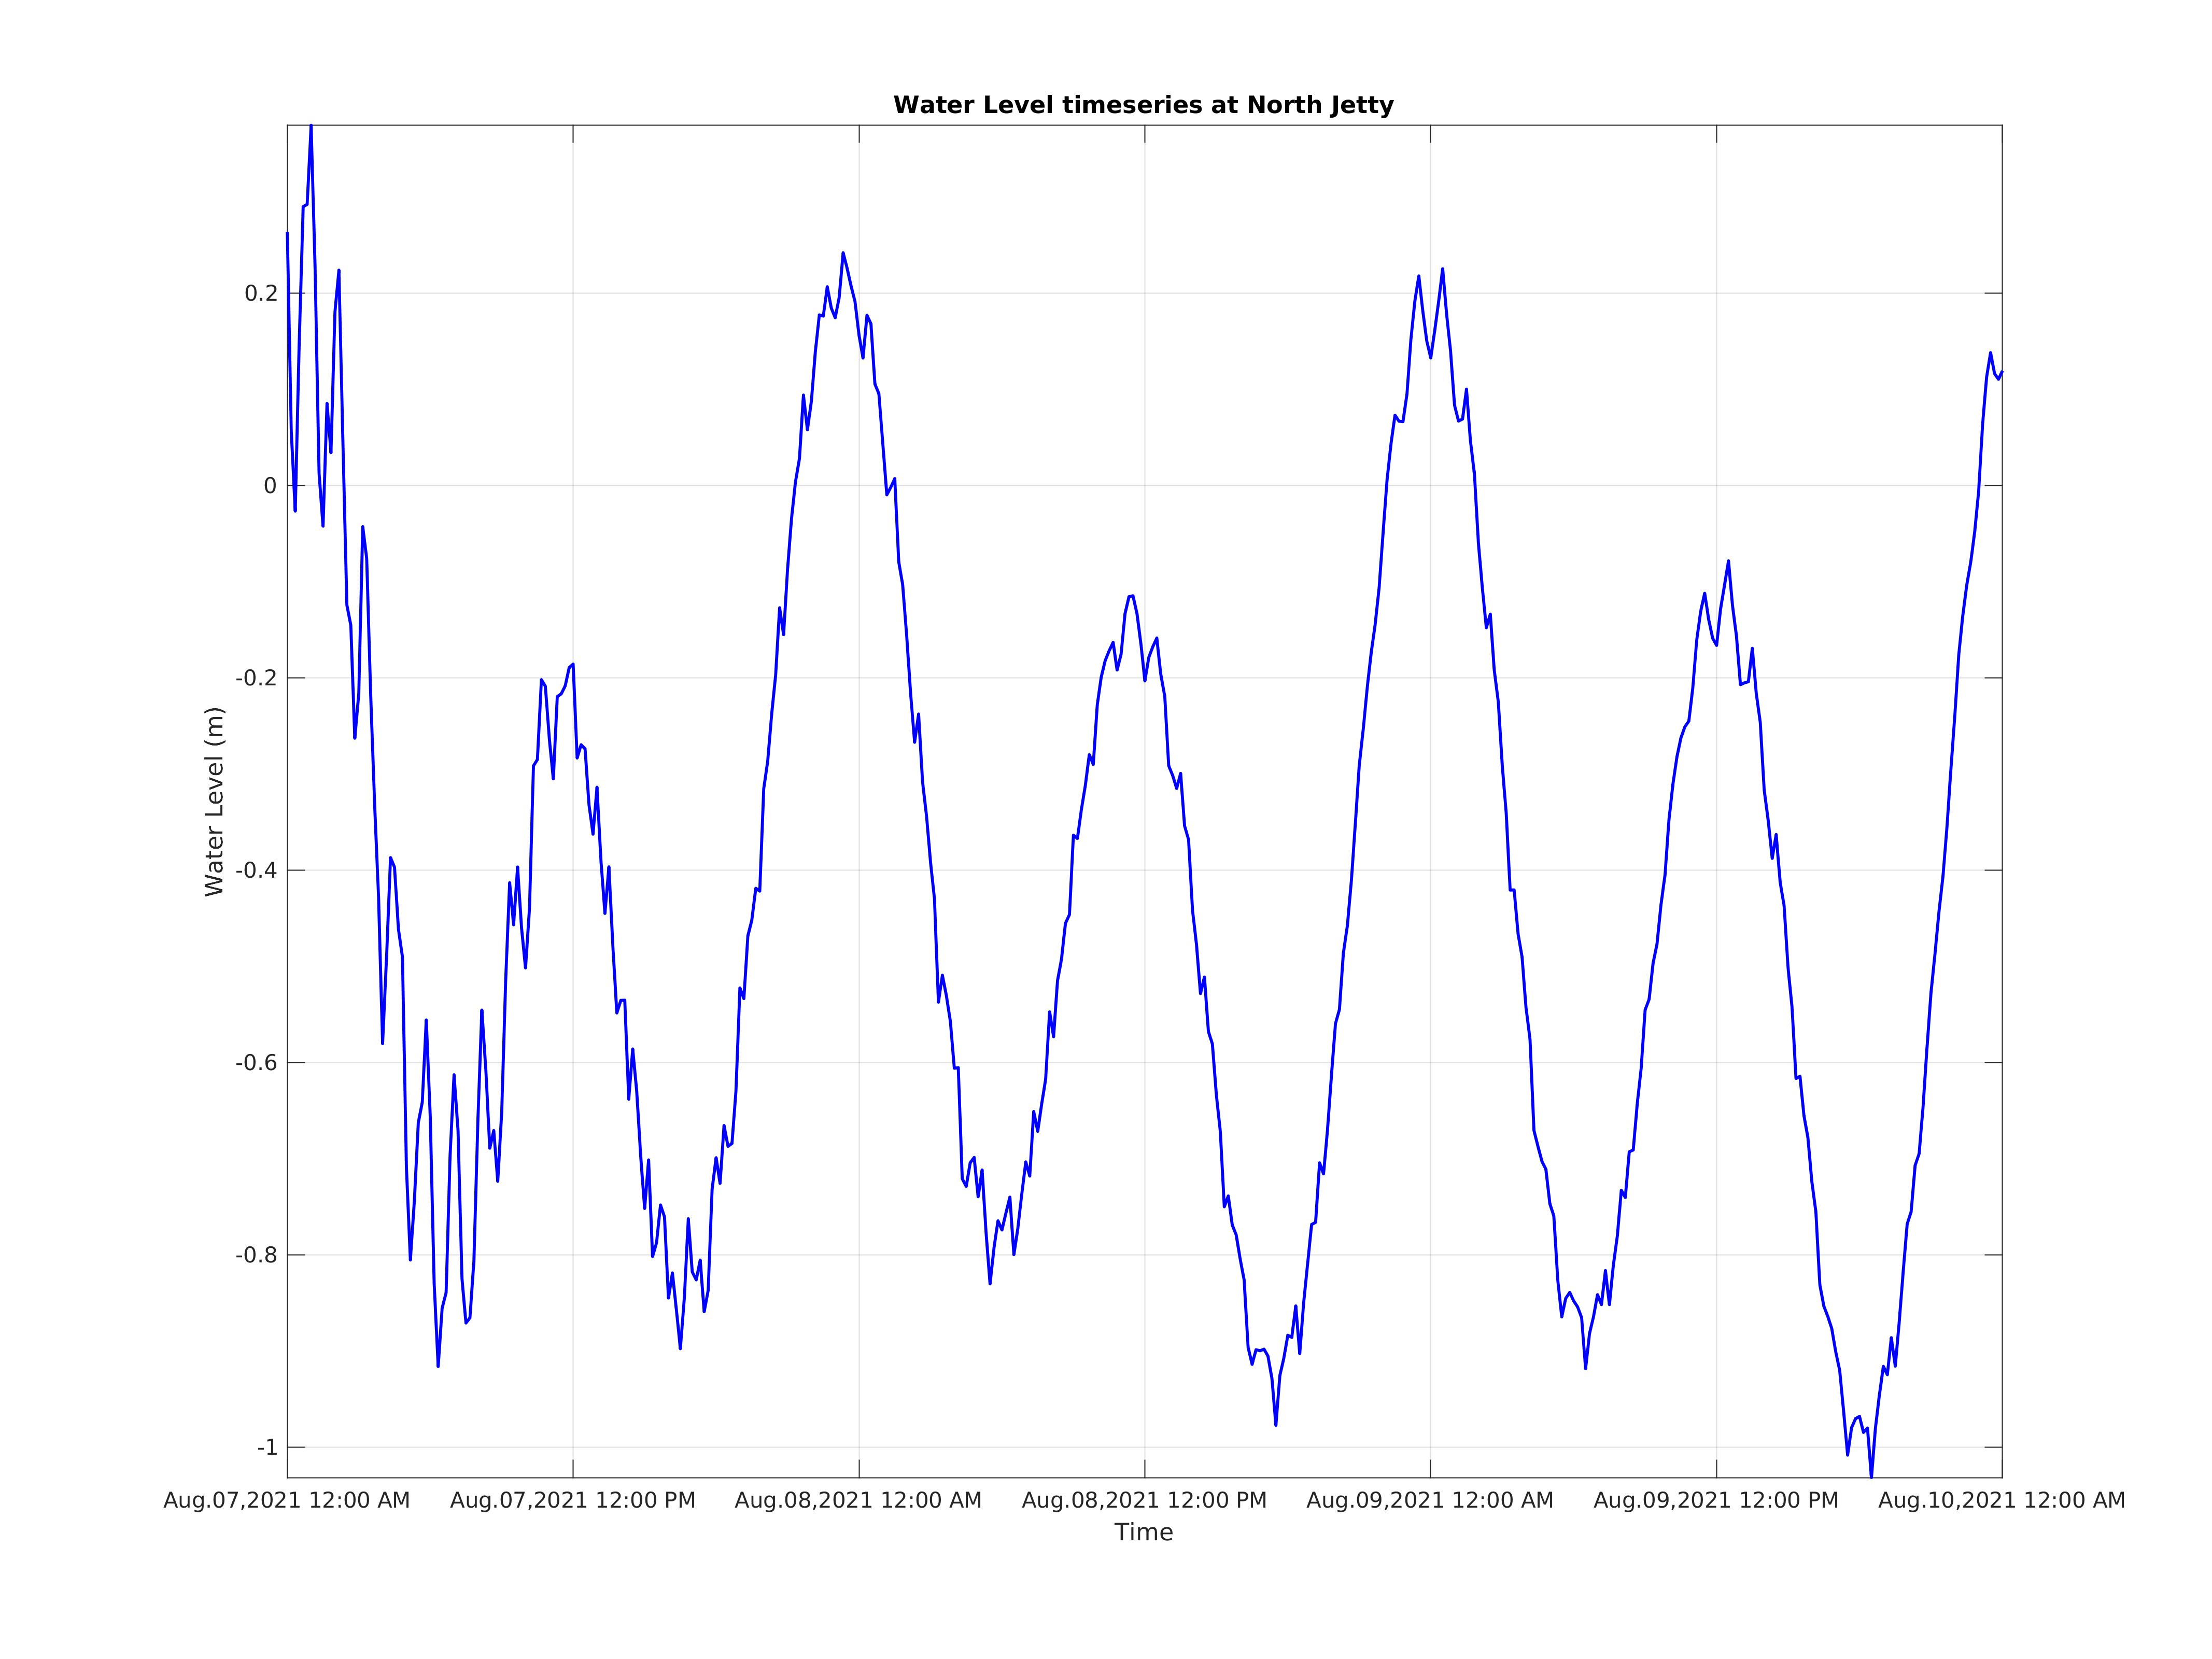 Water Level timeseries at North Jetty
Water Level (m)
0.2
0
-0.2
-0.4
-0.6
-0.8
-1
Aug.07,2021 12:00 AM
Aug.07,2021 12:00 PM
Aug.08,2021 12:00 AM
Aug.08,2021 12:00 PM
Aug.09,2021 12:00 AM
Aug.09,2021 12:00 PM
Aug.10,2021 12:00 AM
Time